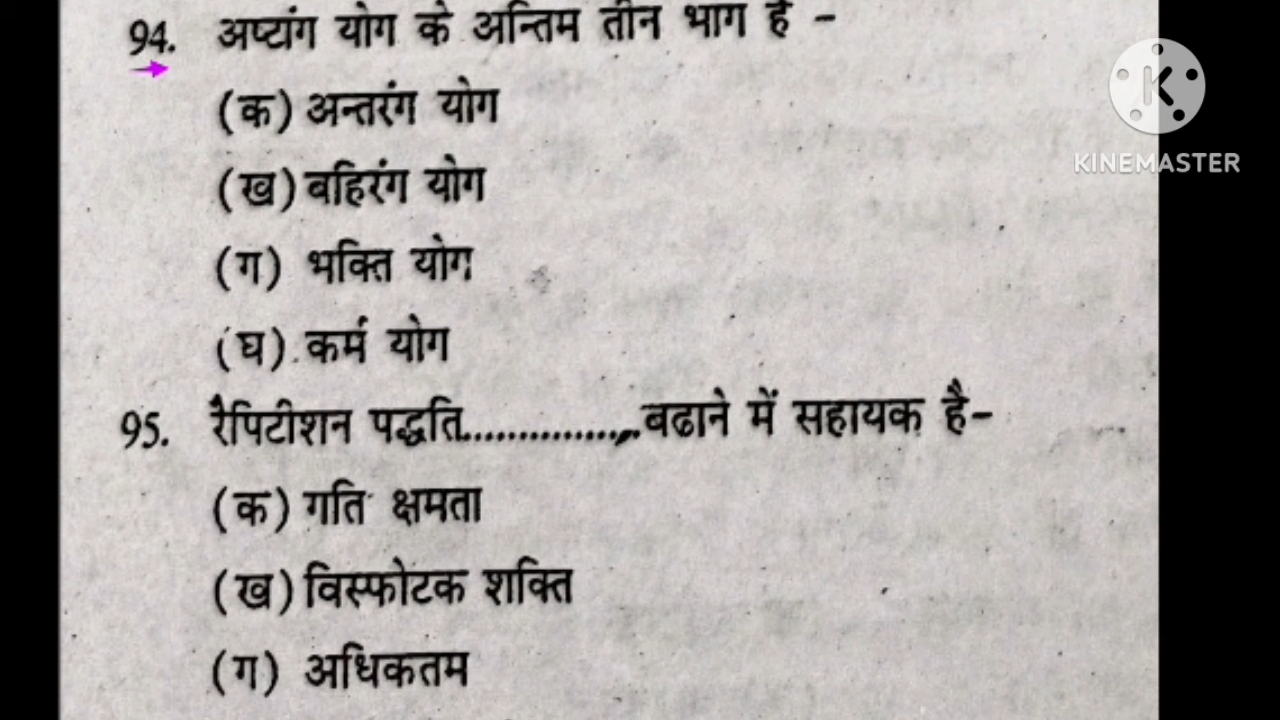 94. अष्टांग योग के अन्तिम तीन भाग है -
(क) अन्तरंग योग
(ख) बहिरंग योग
(ग) भक्ति योग
(घ) कर्म योग
95. रैपिटीशन पद्धति................बढाने में सहायक है-
(क) गति क्षमता
(ख) विस्फोटक शक्ति
(ग) अधिकतम
KINEMASTER